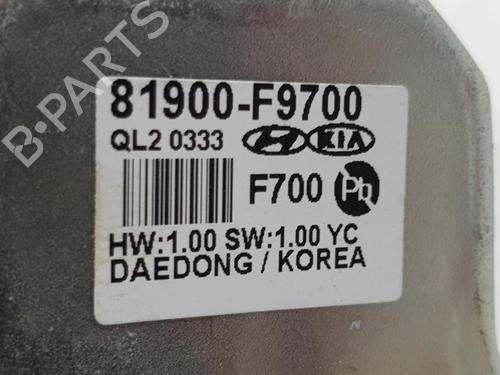 81900-F9700
QL2 0333 KIA
F700 Pb
HW:1.00 SW:1.00 YC
DAEDONG / KOREA
B-PARTS